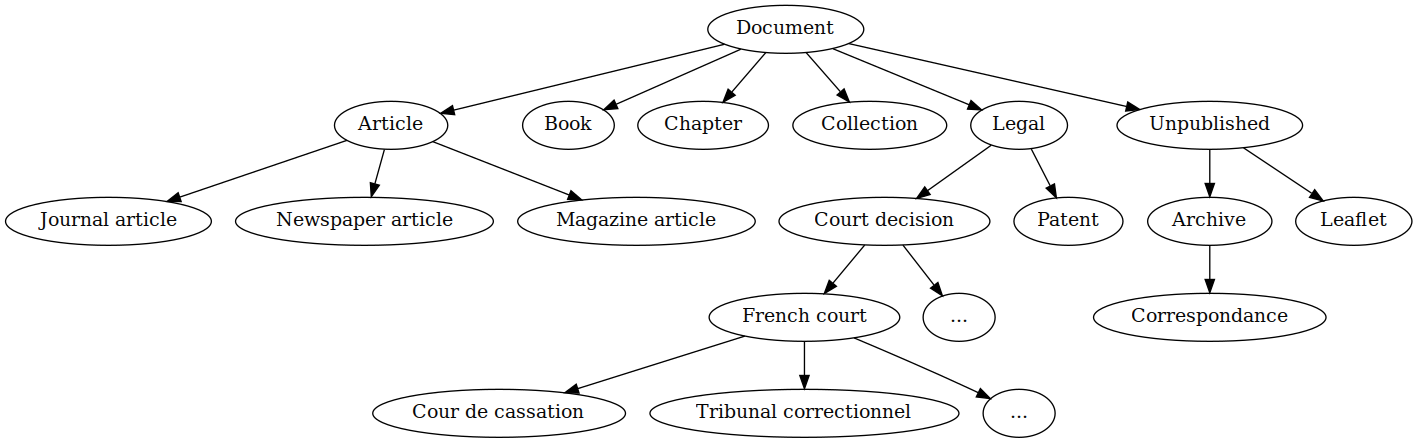 Document
Article
Book
Chapter
Collection
Legal
Unpublished
Journal article
Newspaper article
Magazine article
Court decision
Patent
Archive
Leaflet
French court
...
Correspondance
Cour de cassation
Tribunal correctionnel
...